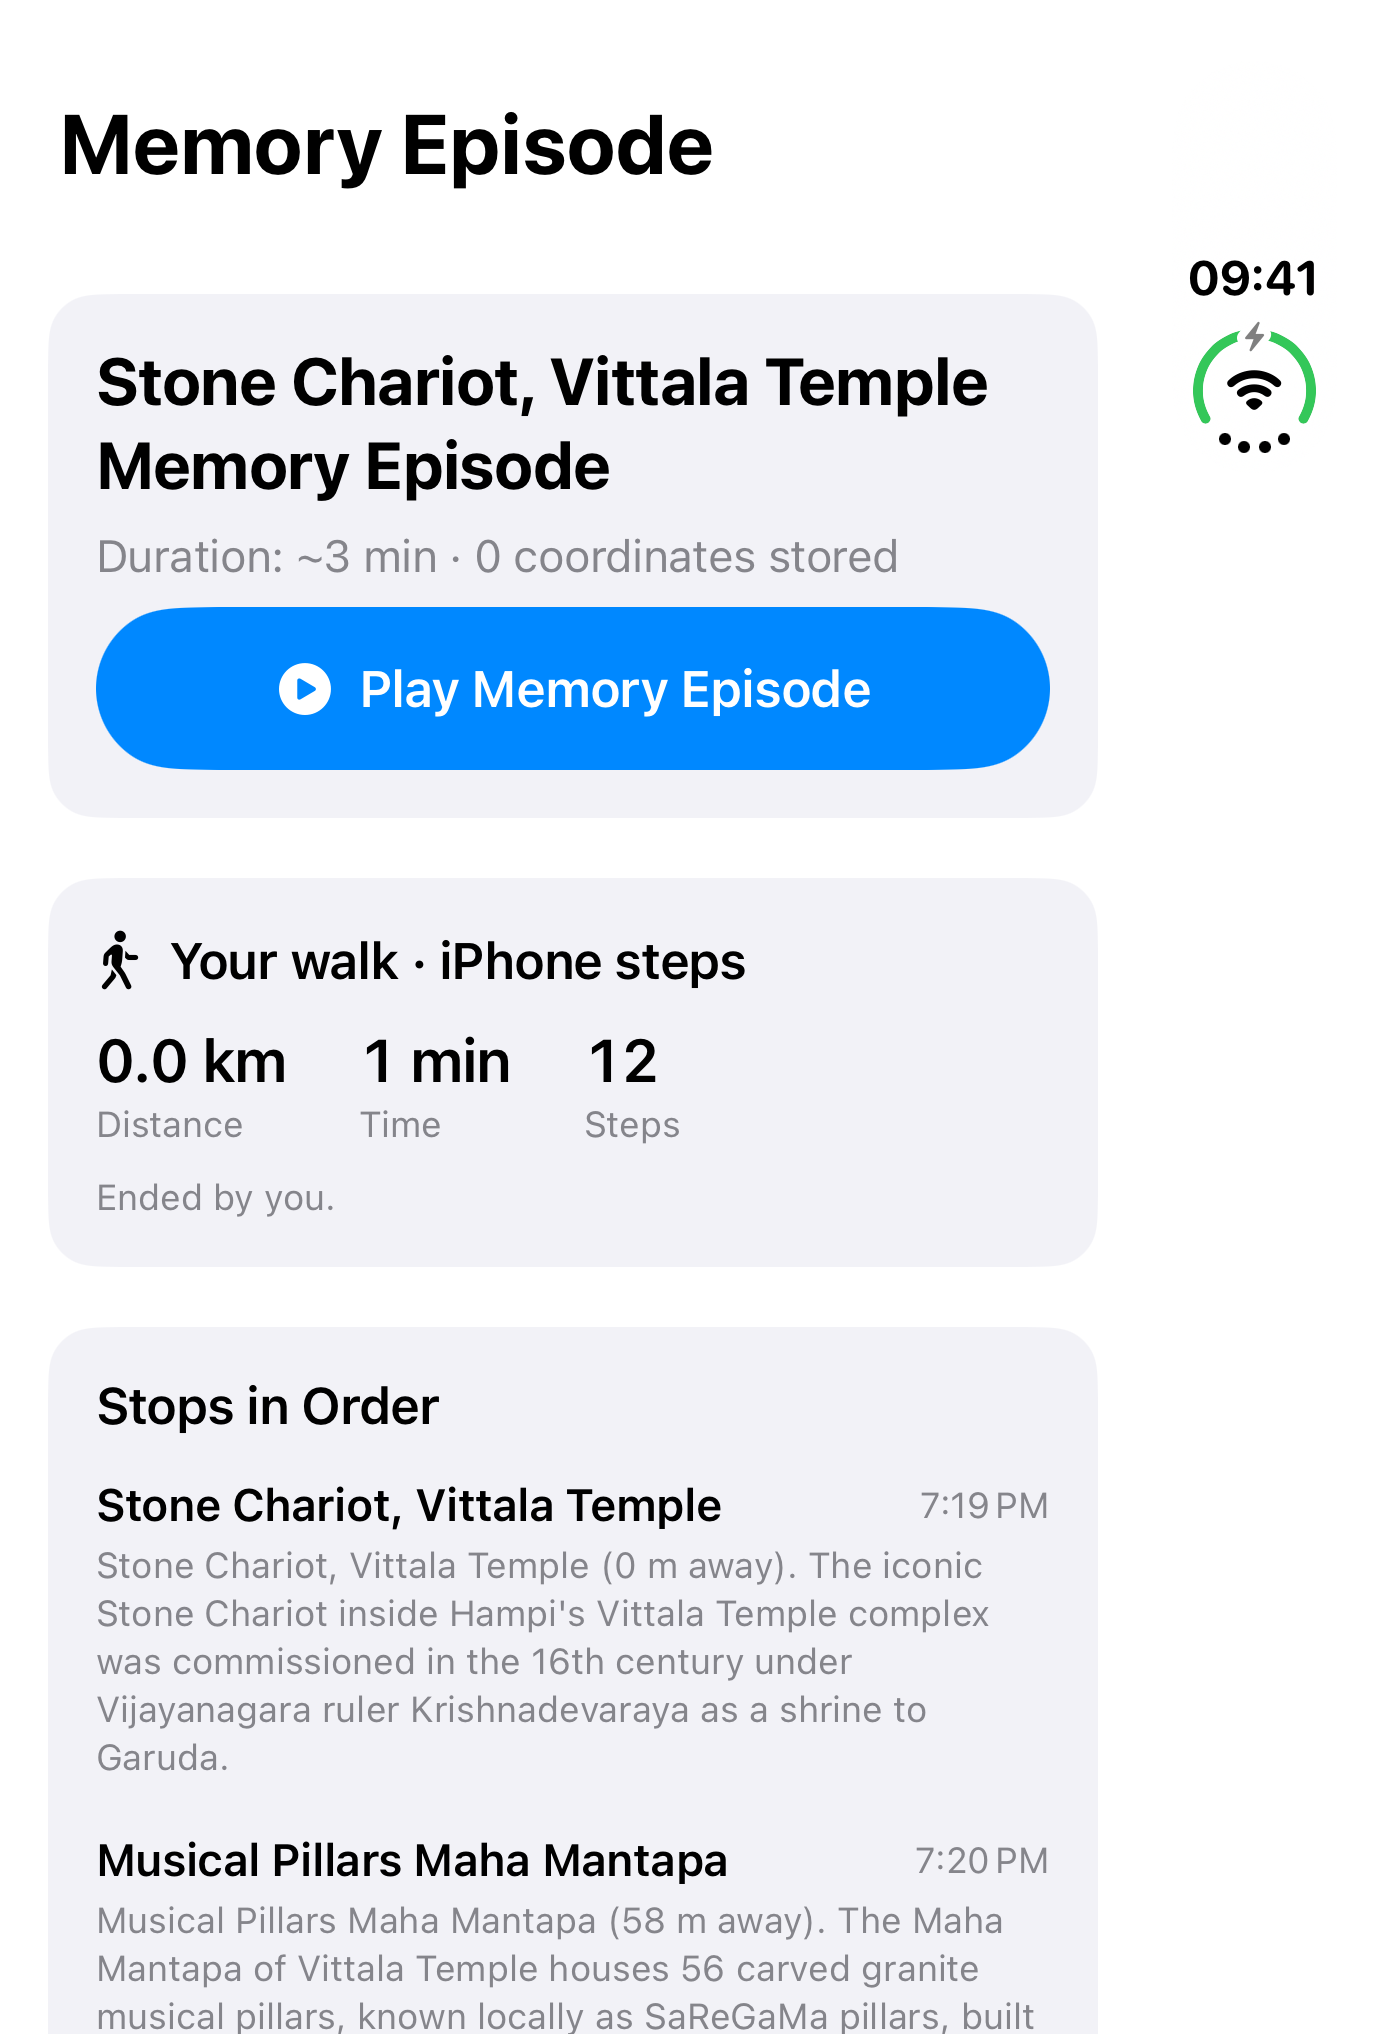 Memory Episode
09:41
Stone Chariot, Vittala Temple
Memory Episode
Duration: ~3 min · 0 coordinates stored
Play Memory Episode
Your walk · iPhone steps
0.0 km 1 min 12
Distance Time Steps
Ended by you.
Stops in Order
Stone Chariot, Vittala Temple 7:19 PM
Stone Chariot, Vittala Temple (0 m away). The iconic
Stone Chariot inside Hampi's Vittala Temple complex
was commissioned in the 16th century under
Vijayanagara ruler Krishnadevaraya as a shrine to
Garuda.
Musical Pillars Maha Mantapa 7:20 PM
Musical Pillars Maha Mantapa (58 m away). The Maha
Mantapa of Vittala Temple houses 56 carved granite
musical pillars, known locally as SaReGaMa pillars, built